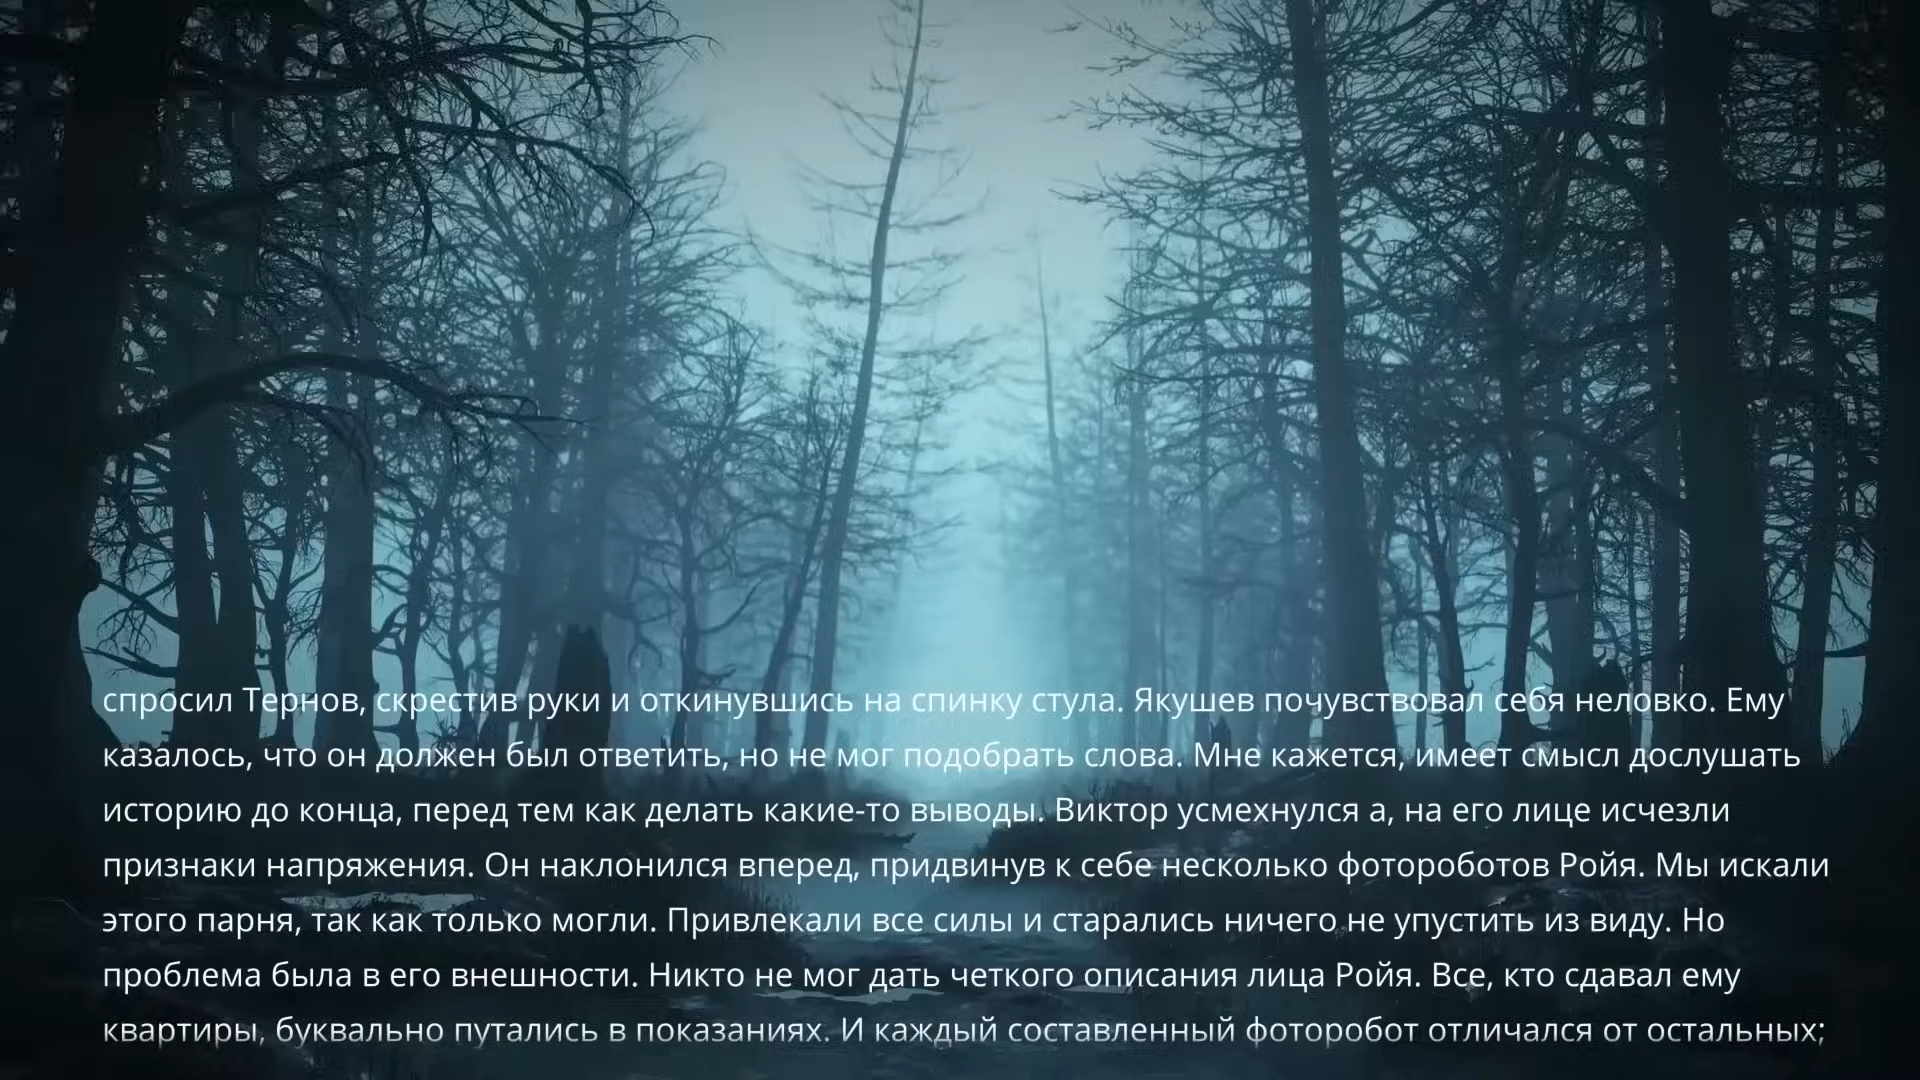 спросил Тернов, скрестив руки и откинувшись на спинку стула. Якушев почувствовал себя неловко. Ему
казалось, что он должен был ответить, но не мог подобрать слова. Мне кажется, имеет смысл дослушать
историю до конца, перед тем как делать какие-то выводы. Виктор усмехнулся а, на его лице исчезли
признаки напряжения. Он наклонился вперед, придвинув к себе несколько фотороботов Ройя. Мы искали
этого парня, так как только могли. Привлекали все силы и старались ничего не упустить из виду. Но
проблема была в его внешности. Никто не мог дать четкого описания лица Ройя. Все, кто сдавал ему
квартиры, буквально путались в показаниях. И каждый составленный фоторобот отличался от остальных;